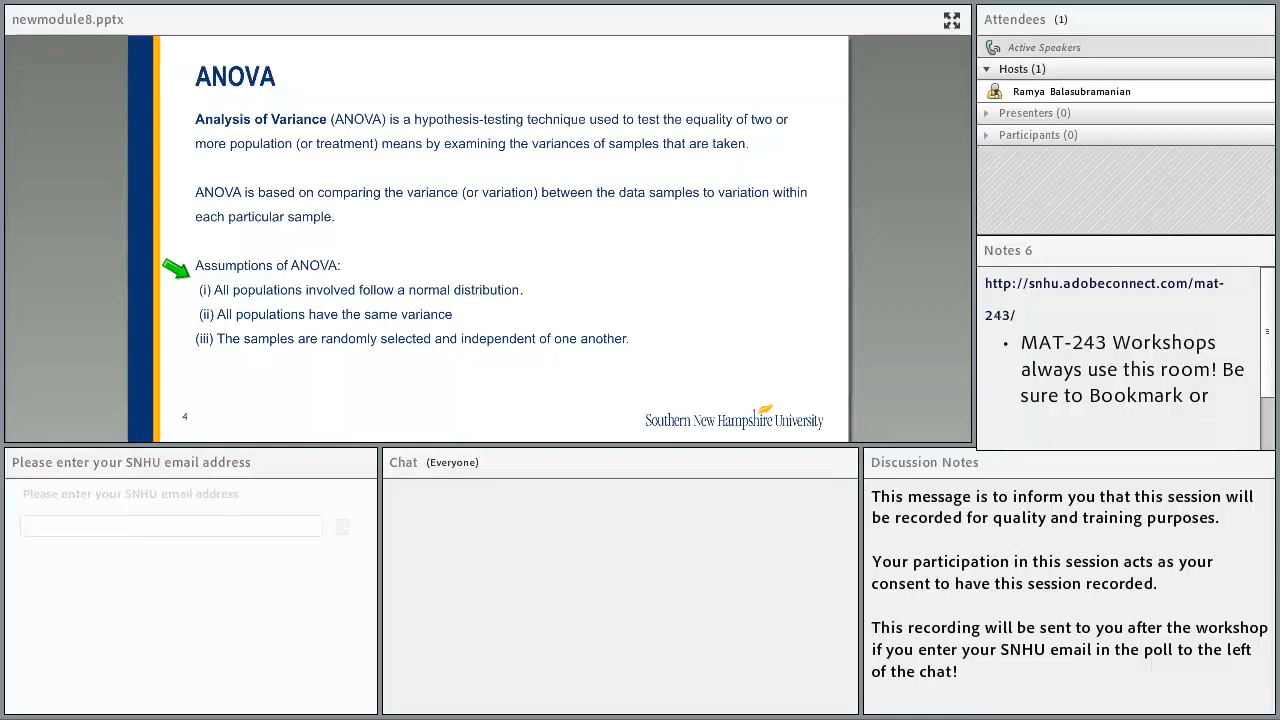 newmodule8.pptx
ANOVA
Analysis of Variance (ANOVA) is a hypothesis-testing technique used to test the equality of two or
more population (or treatment) means by examining the variances of samples that are taken.
ANOVA is based on comparing the variance (or variation) between the data samples to variation within
each particular sample.
Assumptions of ANOVA:
(i) All populations involved follow a normal distribution.
(ii) All populations have the same variance
(iii) The samples are randomly selected and independent of one another.
4
Southern New Hampshire University
Attendees (1)
Active Speakers
Hosts (1)
Ramya Balasubramanian
Presenters (0)
Participants (0)
Notes 6
http://snhu.adobeconnect.com/mat-
243/
• MAT-243 Workshops
always use this room! Be
sure to Bookmark or
Please enter your SNHU email address
Please enter your SNHU email address
Chat (Everyone)
Discussion Notes
This message is to inform you that this session will
be recorded for quality and training purposes.
Your participation in this session acts as your
consent to have this session recorded.
This recording will be sent to you after the workshop
if you enter your SNHU email in the poll to the left
of the chat!